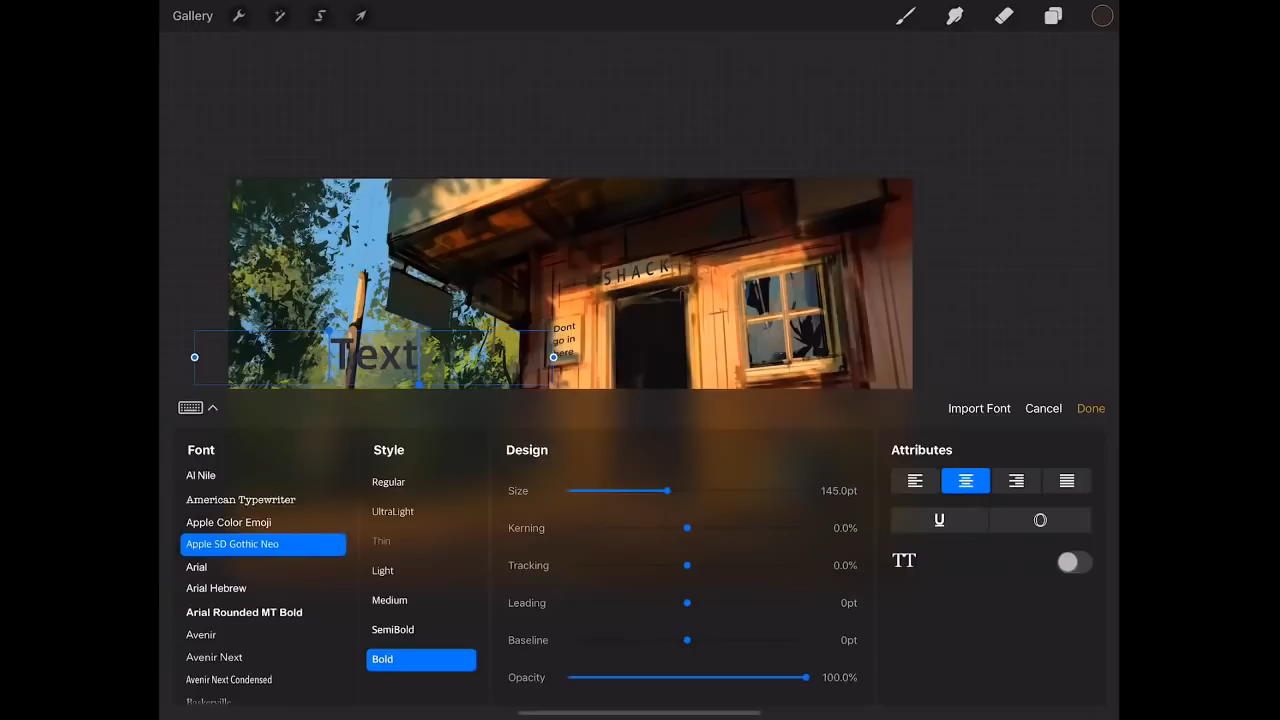 Gallery
SHACK
Dont
go in
here
Text
Import Font
Cancel
Done
Font
Al Nile
American Typewriter
Apple Color Emoji
Apple SD Gothic Neo
Arial
Arial Hebrew
Arial Rounded MT Bold
Avenir
Avenir Next
Avenir Next Condensed
Baskerville
Style
Regular
UltraLight
Thin
Light
Medium
SemiBold
Bold
Design
Size 145.0pt
Kerning 0.0%
Tracking 0.0%
Leading 0pt
Baseline 0pt
Opacity 100.0%
Attributes
U
O
TT